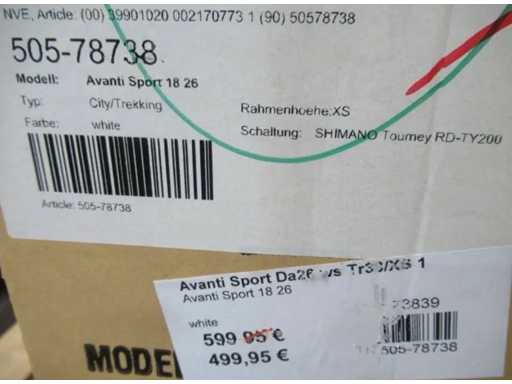 NVE, Article: (00) 39901020 002170773 1 (90) 50578738
505-78738
Modell: Avanti Sport 18 26
Typ: City/Trekking
Rahmenhoehe: XS
Farbe: white
Schaltung: SHIMANO Tourney RD-TY200
Article: 505-78738
Avanti Sport Da26 1
Avanti Sport 18 26
73839
white
599 95 €
499,95 €
505-78738
MODE